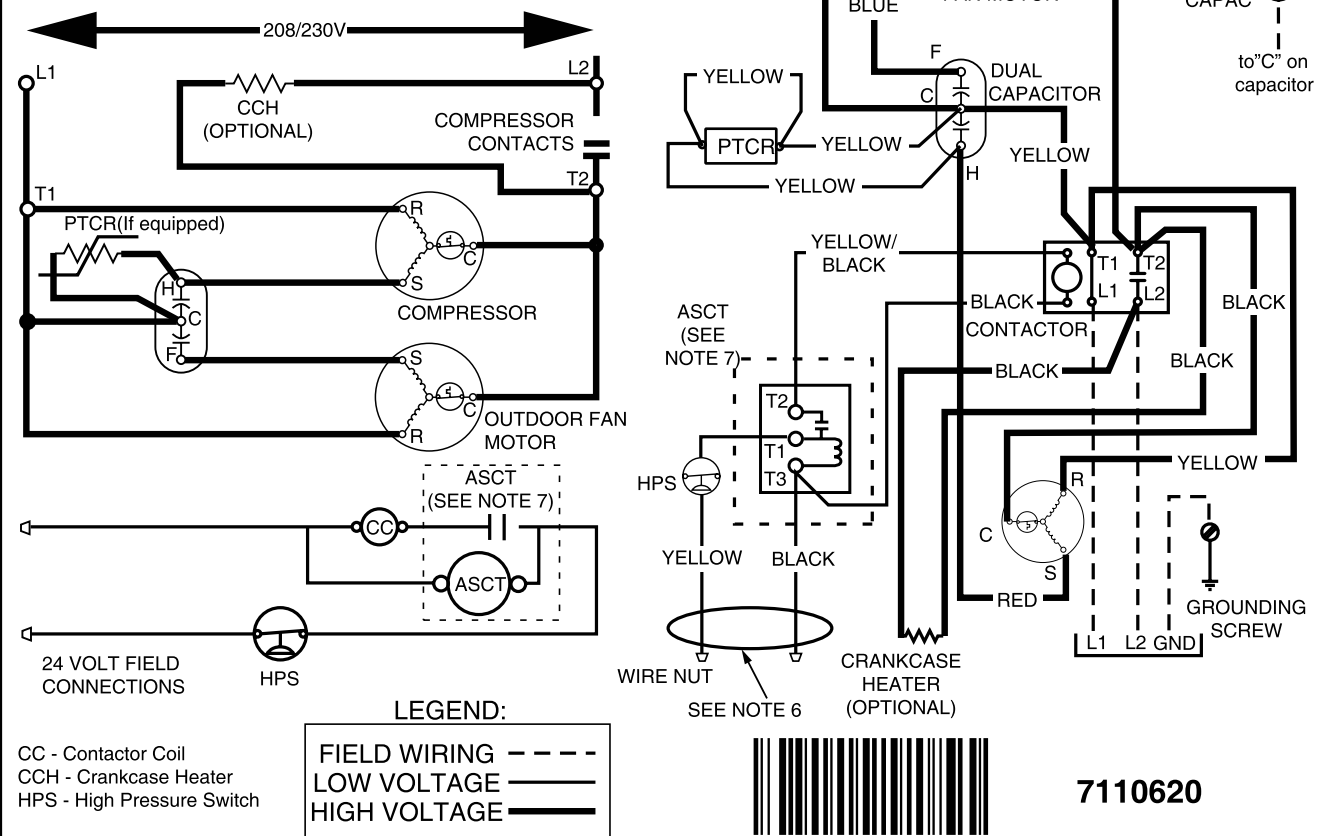 208/230V
L1
L2
CCH
(OPTIONAL)
COMPRESSOR
CONTACTS
T1
T2
PTCR(If equipped)
R
C
S
H
C
F
COMPRESSOR
S
C
R
OUTDOOR FAN
MOTOR
ASCT
(SEE NOTE 7)
CC
ASCT
24 VOLT FIELD
CONNECTIONS
HPS
LEGEND:
FIELD WIRING
LOW VOLTAGE
HIGH VOLTAGE
CC - Contactor Coil
CCH - Crankcase Heater
HPS - High Pressure Switch
BLUE
F
DUAL
CAPACITOR
C
H
to"C" on
capacitor
YELLOW
PTCR
YELLOW
YELLOW
YELLOW
YELLOW/
BLACK
BLACK
T1
T2
L1
L2
CONTACTOR
BLACK
BLACK
BLACK
YELLOW
ASCT
(SEE
NOTE 7)
T2
T1
T3
HPS
YELLOW
BLACK
R
C
S
RED
GROUNDING
SCREW
L1
L2
GND
WIRE NUT
SEE NOTE 6
CRANKCASE
HEATER
(OPTIONAL)
7110620